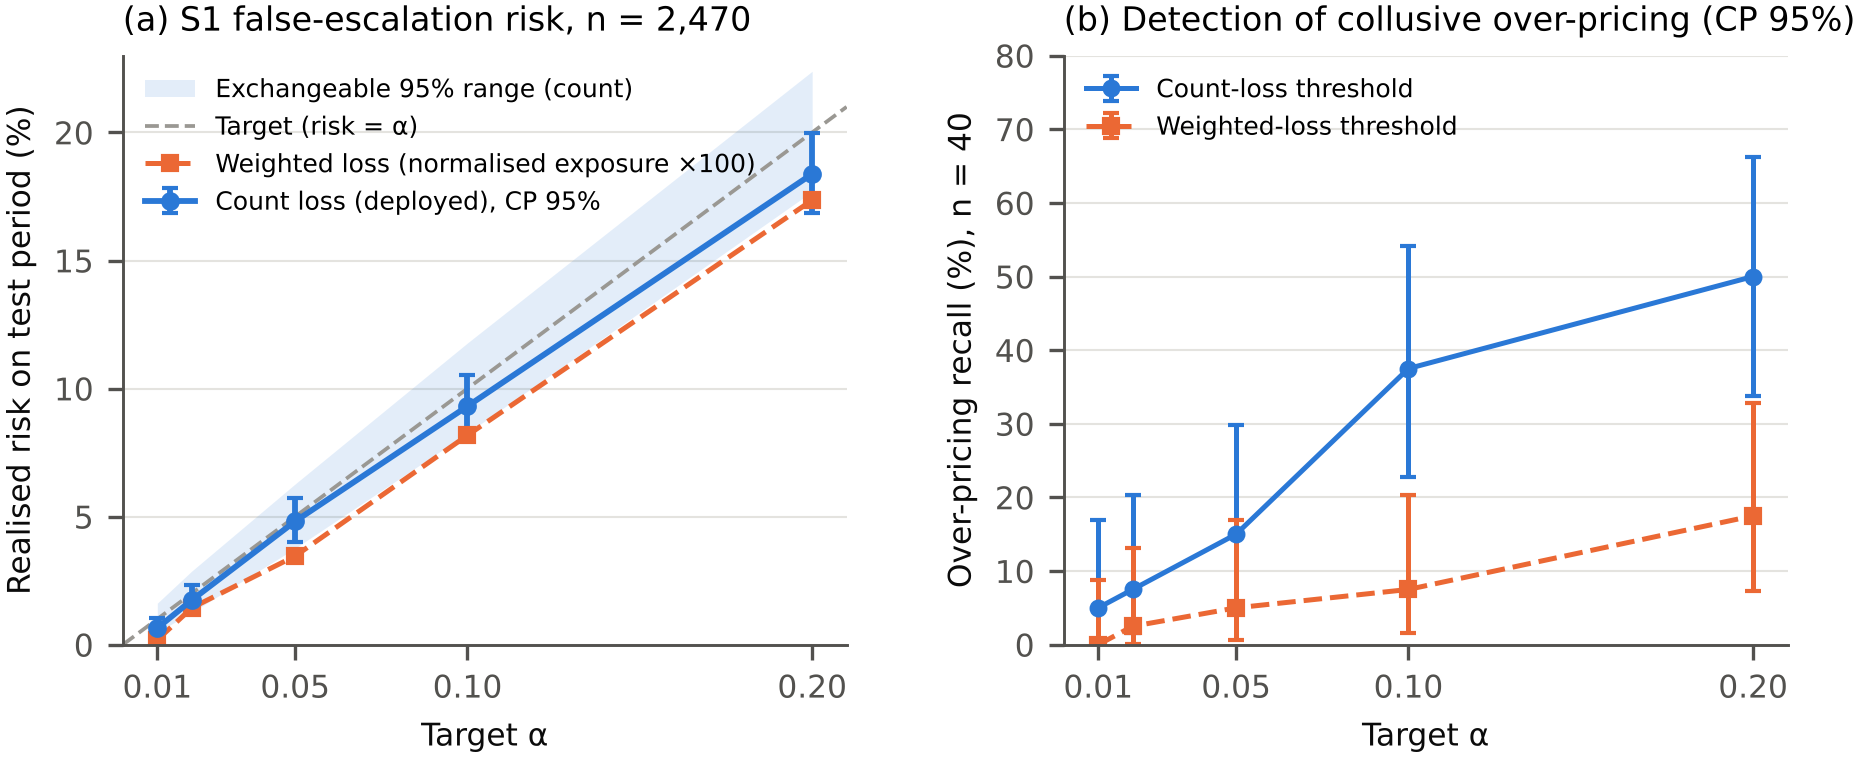 (a) S1 false-escalation risk, n = 2,470
Exchangeable 95% range (count)
Target (risk = α)
Weighted loss (normalised exposure ×100)
Count loss (deployed), CP 95%
Realised risk on test period (%)
20
15
10
5
0
0.01
0.05
0.10
0.20
Target α
(b) Detection of collusive over-pricing (CP 95%)
Count-loss threshold
Weighted-loss threshold
Over-pricing recall (%), n = 40
80
70
60
50
40
30
20
10
0
0.01
0.05
0.10
0.20
Target α